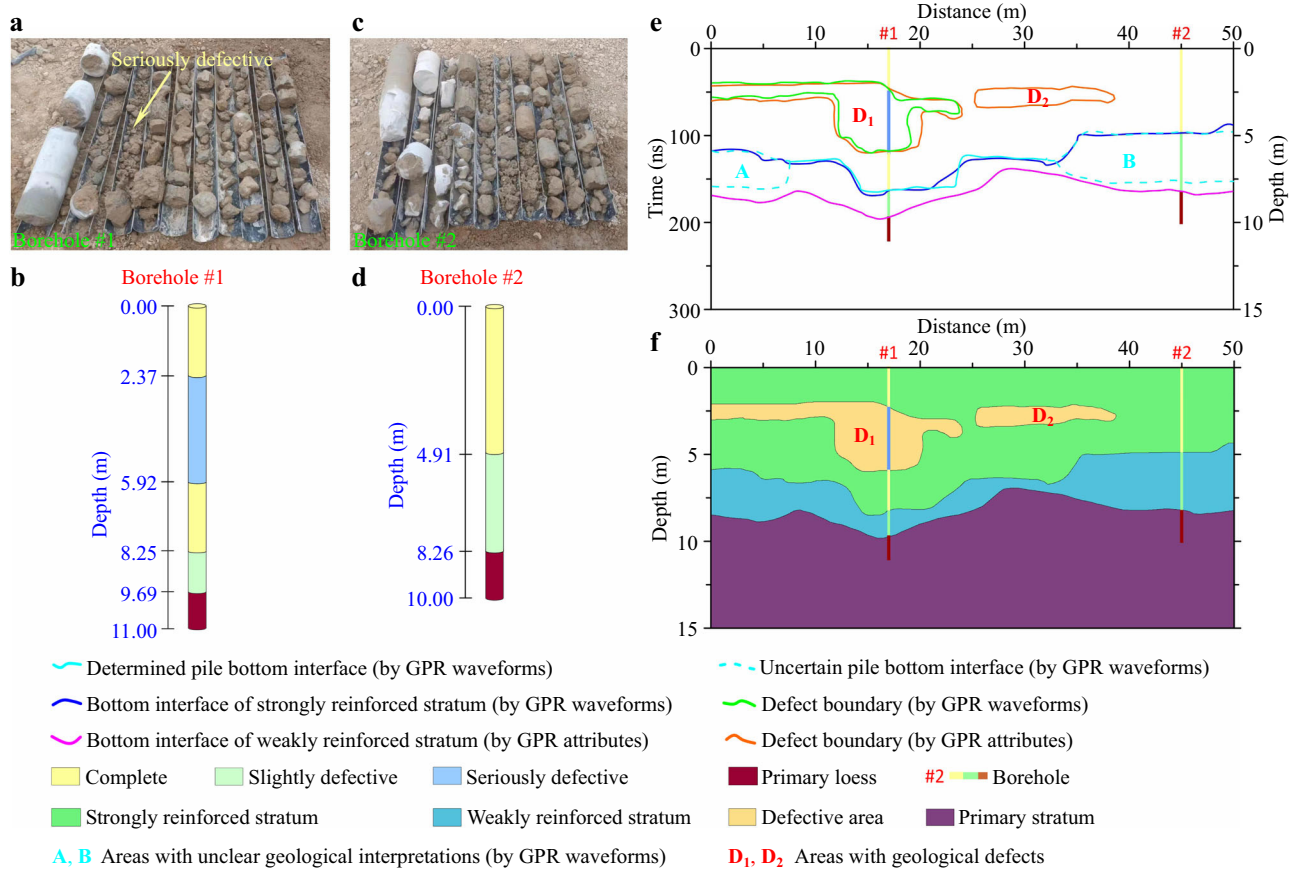 a
Seriously defective
Borehole #1
c
Borehole #2
b
Borehole #1
0.00
2.37
5.92
8.25
9.69
11.00
Depth (m)
d
Borehole #2
0.00
4.91
8.26
10.00
Depth (m)
e
Distance (m)
0 10 20 30 40 50
#1 #2
0
50
100
150
200
250
300
Time (ns)
0
5
10
15
Depth (m)
D1
D2
A
B
f
Distance (m)
0 10 20 30 40 50
#1 #2
0
5
10
15
Depth (m)
D1
D2
Determined pile bottom interface (by GPR waveforms)
Uncertain pile bottom interface (by GPR waveforms)
Bottom interface of strongly reinforced stratum (by GPR waveforms)
Defect boundary (by GPR waveforms)
Bottom interface of weakly reinforced stratum (by GPR attributes)
Defect boundary (by GPR attributes)
Complete
Slightly defective
Seriously defective
Primary loess
#2 Borehole
Strongly reinforced stratum
Weakly reinforced stratum
Defective area
Primary stratum
A, B Areas with unclear geological interpretations (by GPR waveforms)
D1, D2 Areas with geological defects